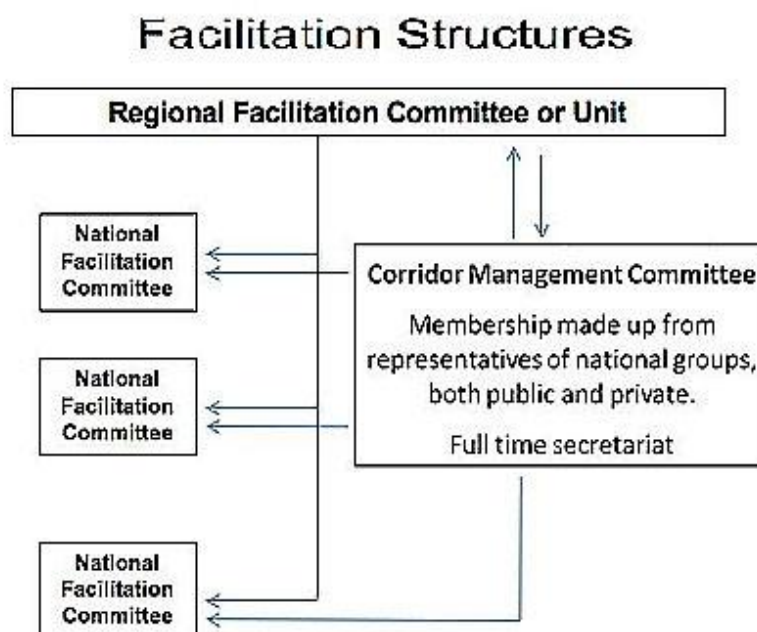 Facilitation Structures
Regional Facilitation Committee or Unit
National
Facilitation
Committee
Corridor Management Committee
Membership made up from
representatives of national groups,
both public and private.
Full time secretariat
National
Facilitation
Committee
National
Facilitation
Committee